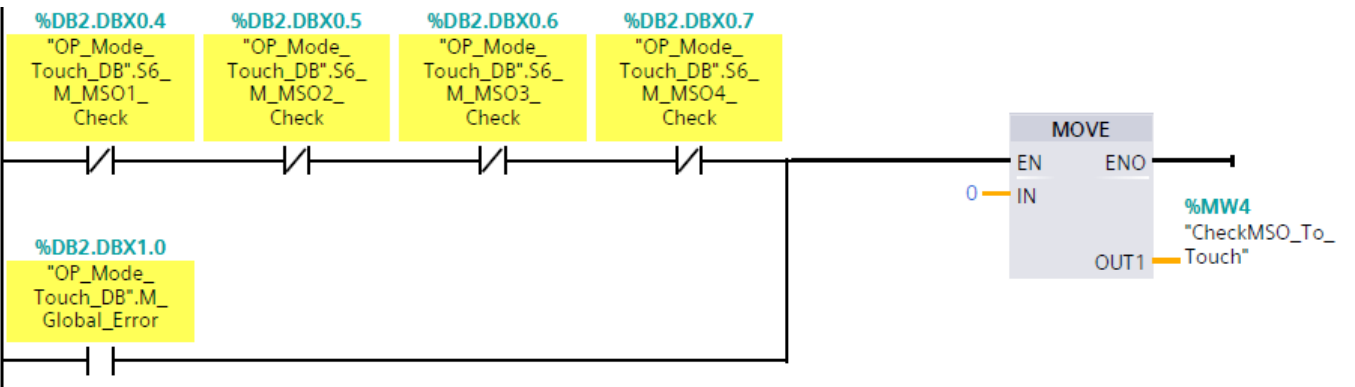 %DB2.DBX0.4
"OP_Mode_
Touch_DB".S6_
M_MSO1_
Check
%DB2.DBX0.5
"OP_Mode_
Touch_DB".S6_
M_MSO2_
Check
%DB2.DBX0.6
"OP_Mode_
Touch_DB".S6_
M_MSO3_
Check
%DB2.DBX0.7
"OP_Mode_
Touch_DB".S6_
M_MSO4_
Check
MOVE
EN
ENO
0
IN
OUT1
%MW4
"CheckMSO_To_
Touch"
%DB2.DBX1.0
"OP_Mode_
Touch_DB".M_
Global_Error